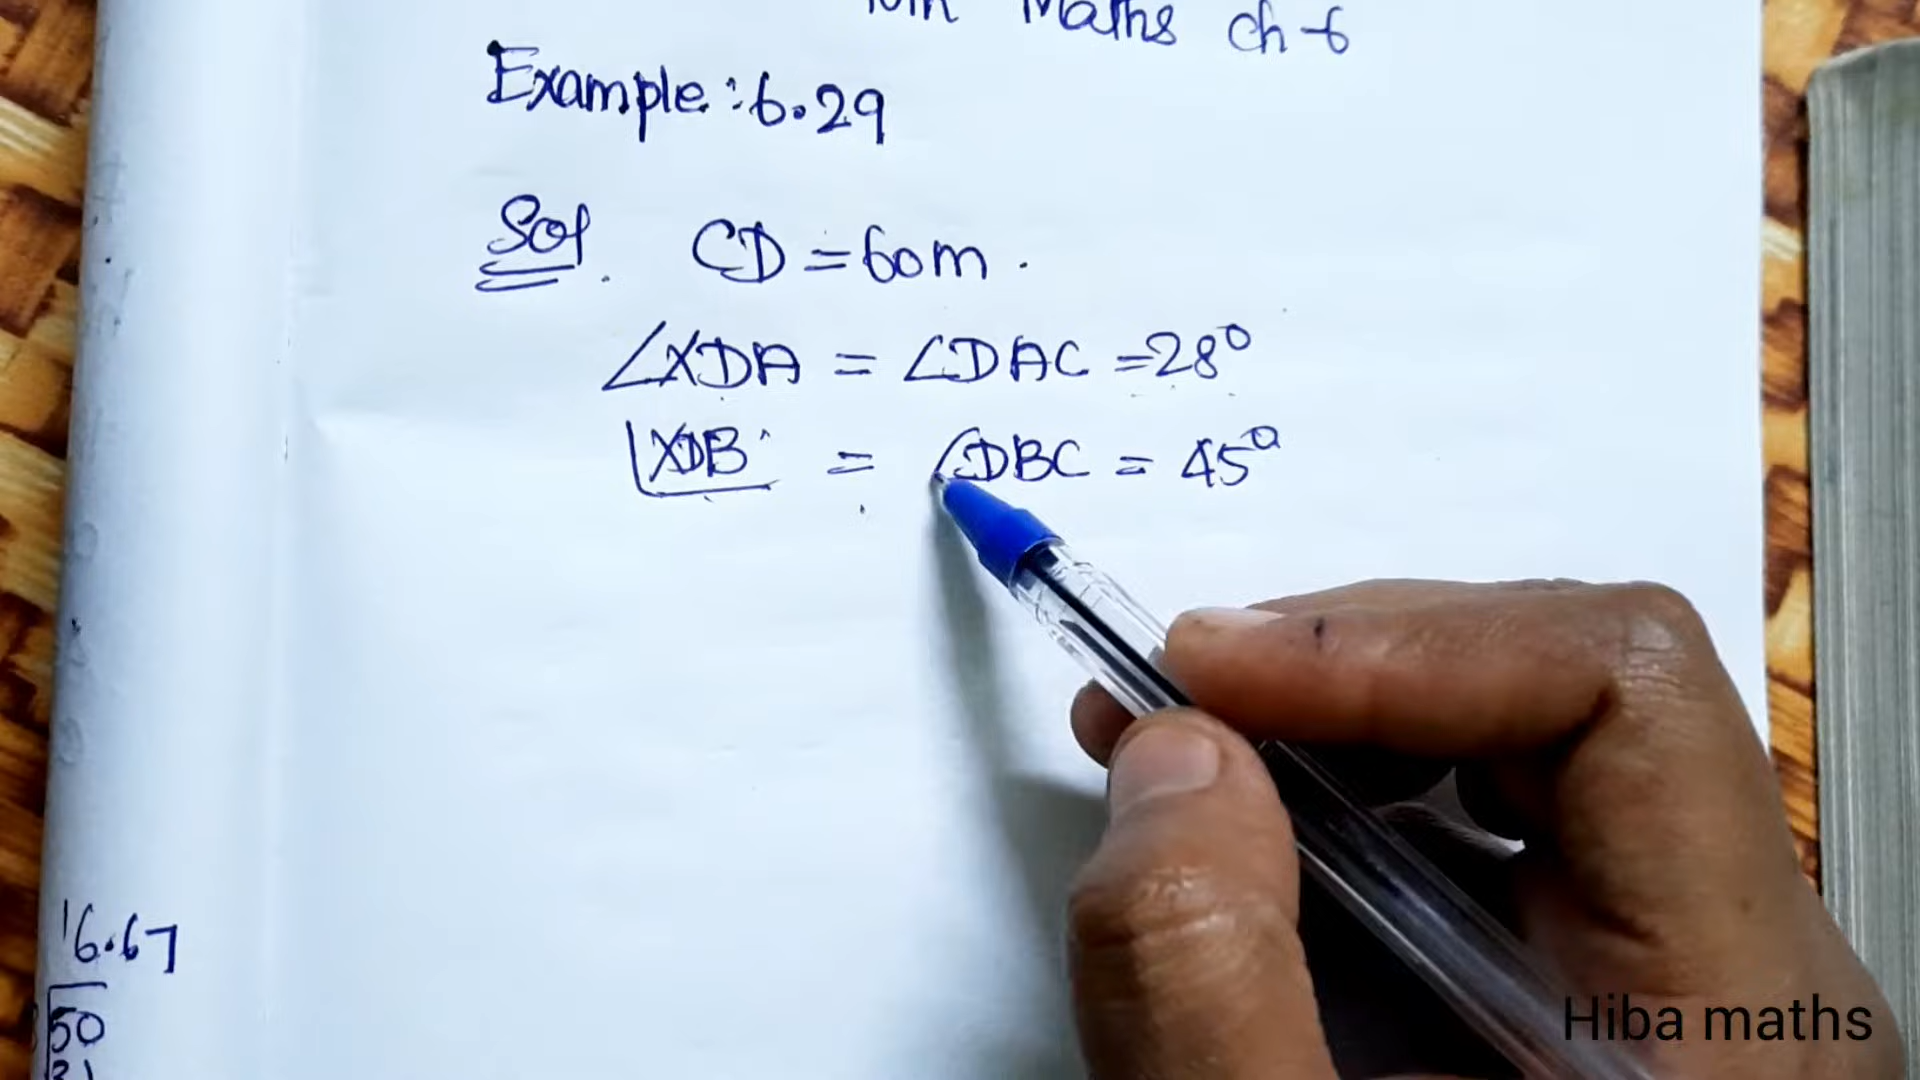 10th Maths Ch-6
Example : 6.29
Sol. CD = 60m.
∠XDA = ∠DAC = 28°
∠XDB = ∠DBC = 45°
16.67
50
Hiba maths